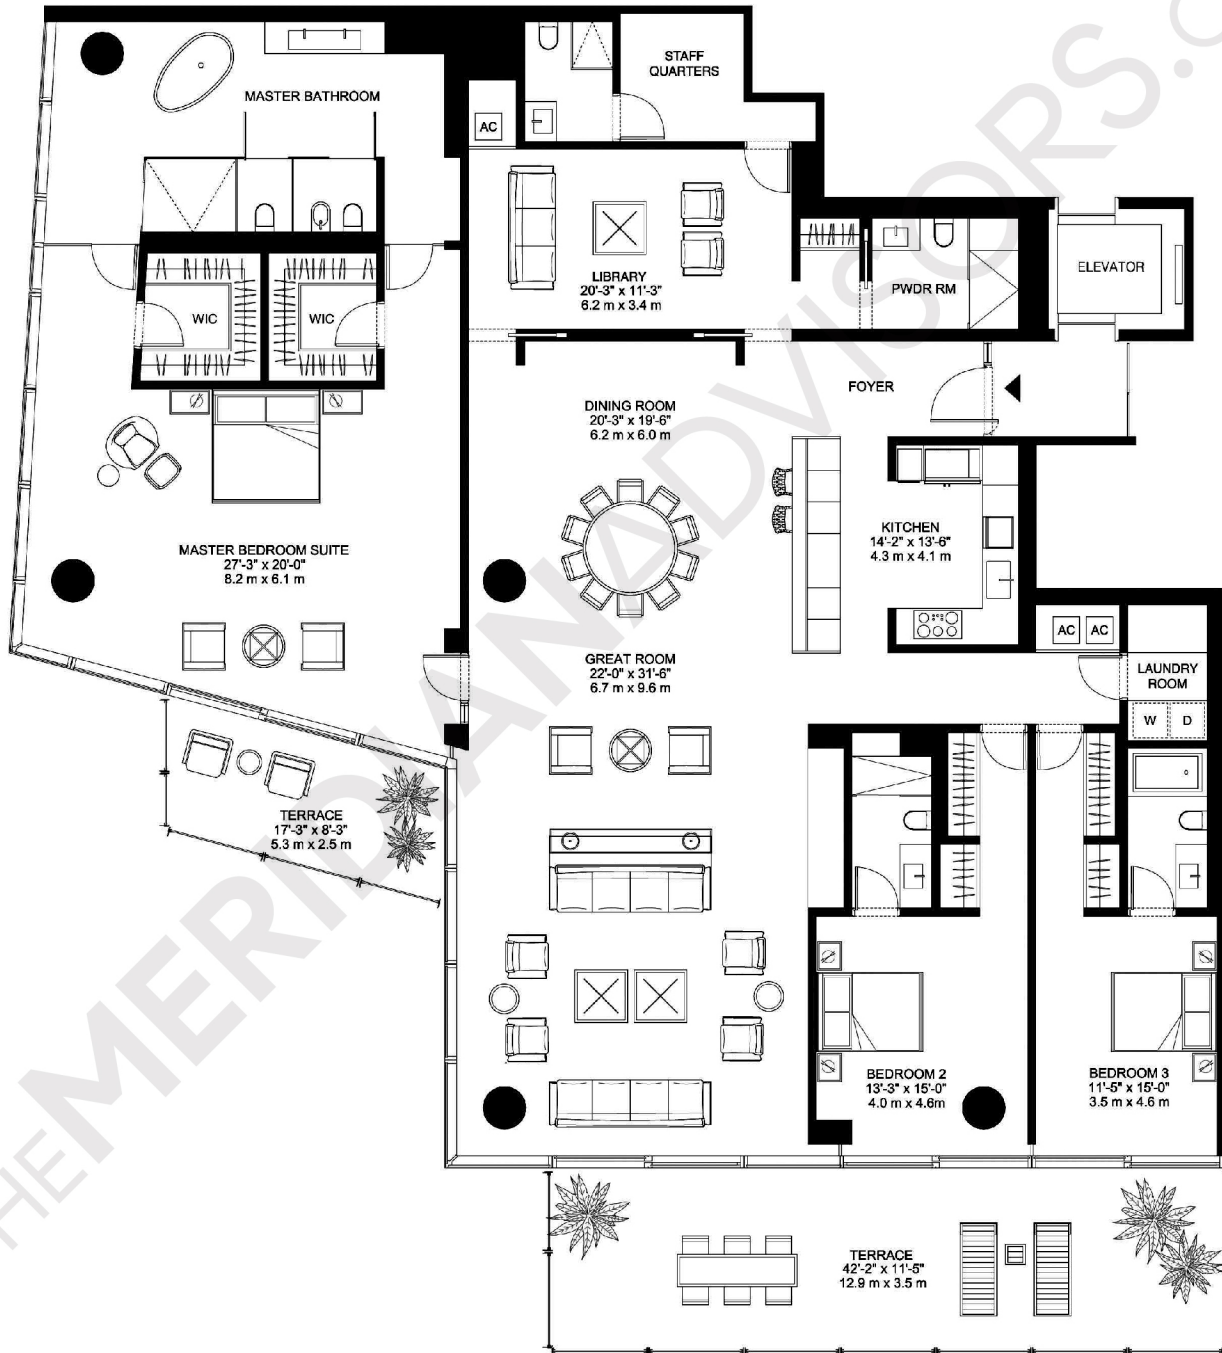 MASTER BATHROOM
STAFF
QUARTERS
AC
LIBRARY
20'-3" x 11'-3"
6.2 m x 3.4 m
PWDR RM
ELEVATOR
WIC
WIC
FOYER
DINING ROOM
20'-3" x 19'-6"
6.2 m x 6.0 m
KITCHEN
14'-2" x 13'-6"
4.3 m x 4.1 m
MASTER BEDROOM SUITE
27'-3" x 20'-0"
8.2 m x 6.1 m
AC
AC
GREAT ROOM
22'-0" x 31'-6"
6.7 m x 9.6 m
LAUNDRY
ROOM
W
D
TERRACE
17'-3" x 8'-3"
5.3 m x 2.5 m
BEDROOM 2
13'-3" x 15'-0"
4.0 m x 4.6m
BEDROOM 3
11'-5" x 15'-0"
3.5 m x 4.6 m
TERRACE
42'-2" x 11'-5"
12.9 m x 3.5 m
THEMERIDIANADVISORS.C